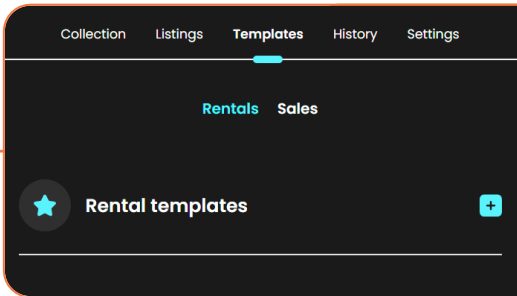 Collection Listings Templates History Settings
Rentals Sales
Rental templates